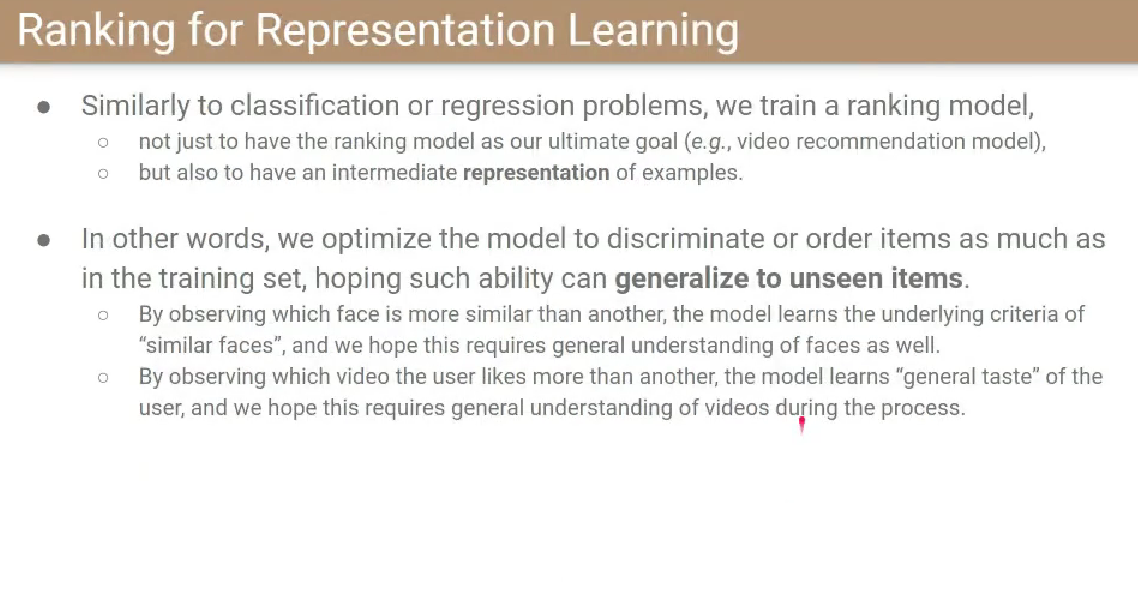 Ranking for Representation Learning
● Similarly to classification or regression problems, we train a ranking model,
○ not just to have the ranking model as our ultimate goal (e.g., video recommendation model),
○ but also to have an intermediate representation of examples.
● In other words, we optimize the model to discriminate or order items as much as
in the training set, hoping such ability can generalize to unseen items.
○ By observing which face is more similar than another, the model learns the underlying criteria of
“similar faces”, and we hope this requires general understanding of faces as well.
○ By observing which video the user likes more than another, the model learns “general taste” of the
user, and we hope this requires general understanding of videos during the process.